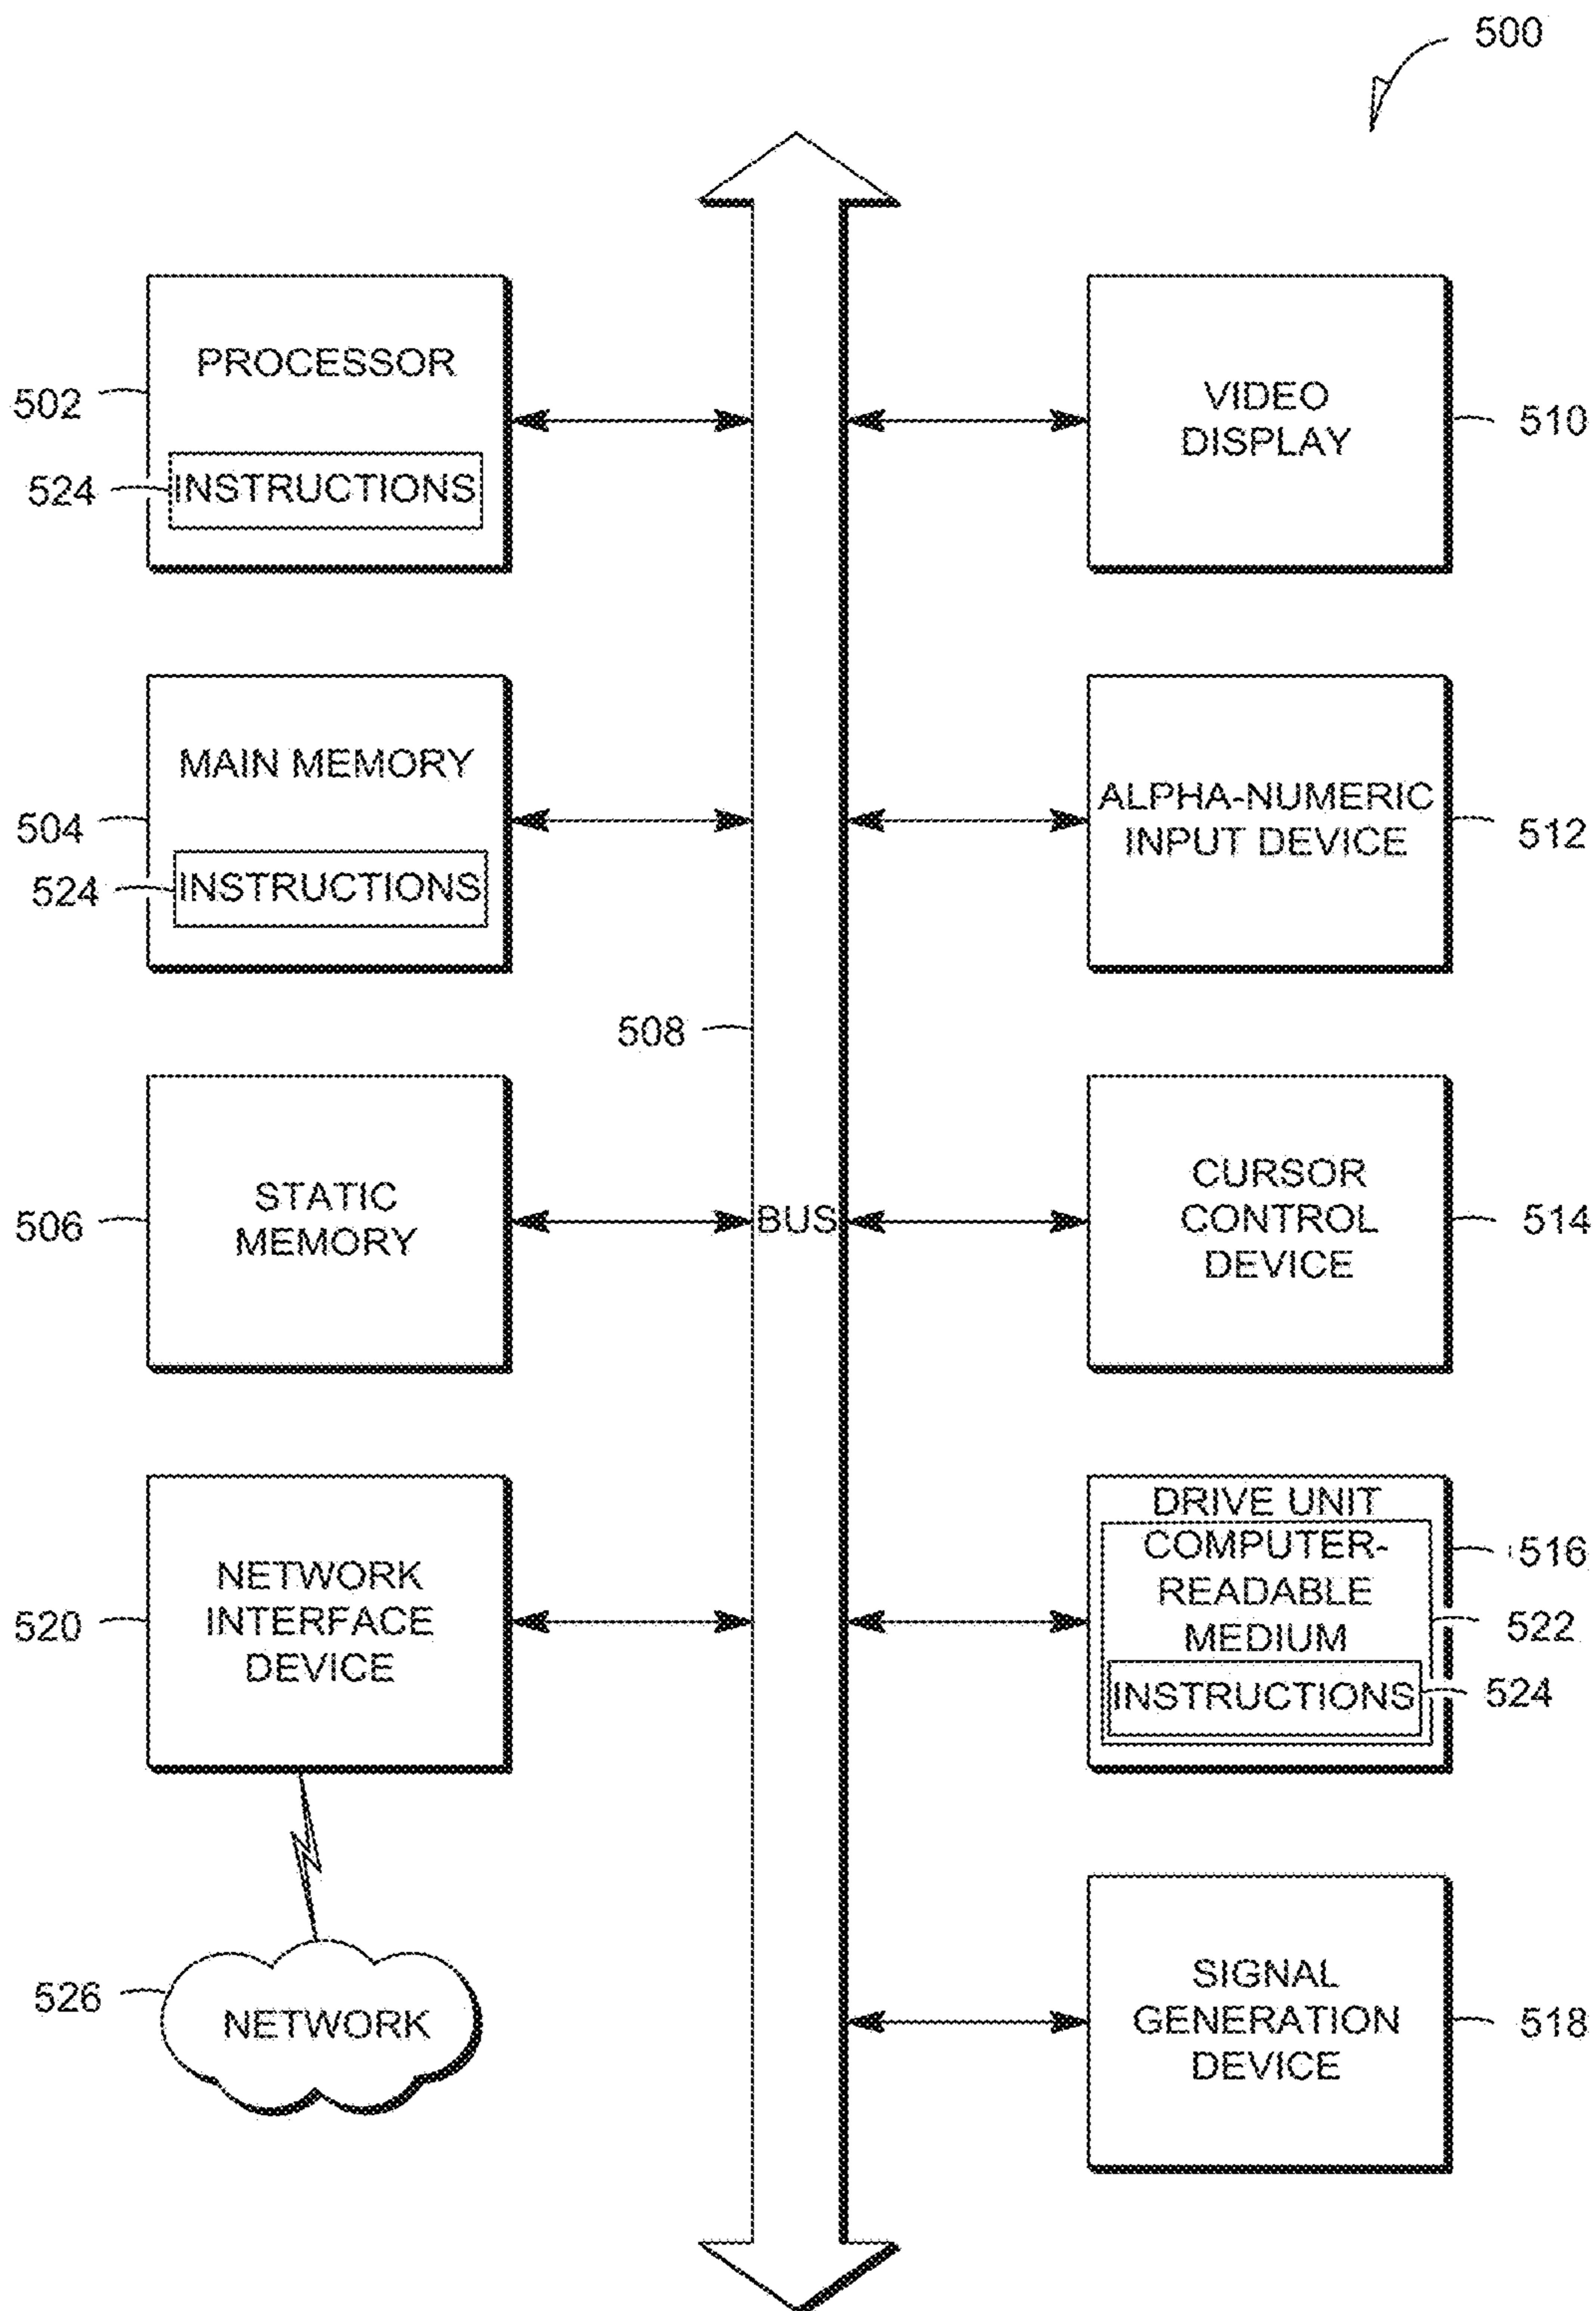 500
PROCESSOR
502
524
INSTRUCTIONS
VIDEO
DISPLAY
510
MAIN MEMORY
504
524
INSTRUCTIONS
ALPHA-NUMERIC
INPUT DEVICE
512
508
STATIC
MEMORY
506
BUS
CURSOR
CONTROL
DEVICE
514
NETWORK
INTERFACE
DEVICE
520
DRIVE UNIT
COMPUTER-
READABLE
MEDIUM
516
522
INSTRUCTIONS
524
526
NETWORK
SIGNAL
GENERATION
DEVICE
518